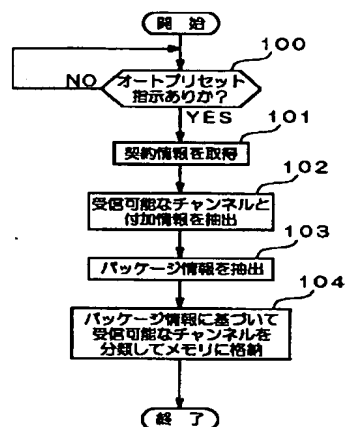 開 始
100
オートプリセット
指示ありか?
NO
YES
101
契約情報を取得
102
受信可能なチャンネルと
付加情報を抽出
103
パッケージ情報を抽出
104
パッケージ情報に基づいて
受信可能なチャンネルを
分類してメモリに格納
終 了